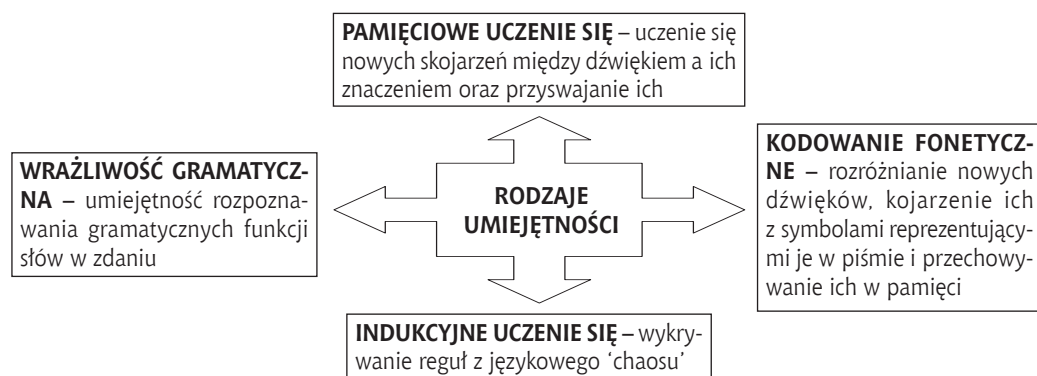 PAMIĘCIOWE UCZENIE SIĘ – uczenie się
nowych skojarzeń między dźwiękiem a ich
znaczeniem oraz przyswajanie ich
WRAŻLIWOŚĆ GRAMATYCZ-
NA – umiejętność rozpozna-
wania gramatycznych funkcji
słów w zdaniu
RODZAJE
UMIEJĘTNOŚCI
KODOWANIE FONETYCZ-
NE – rozróżnianie nowych
dźwięków, kojarzenie ich
z symbolami reprezentujący-
mi je w piśmie i przechowy-
wanie ich w pamięci
INDUKCYJNE UCZENIE SIĘ – wykry-
wanie reguł z językowego ‘chaosu’